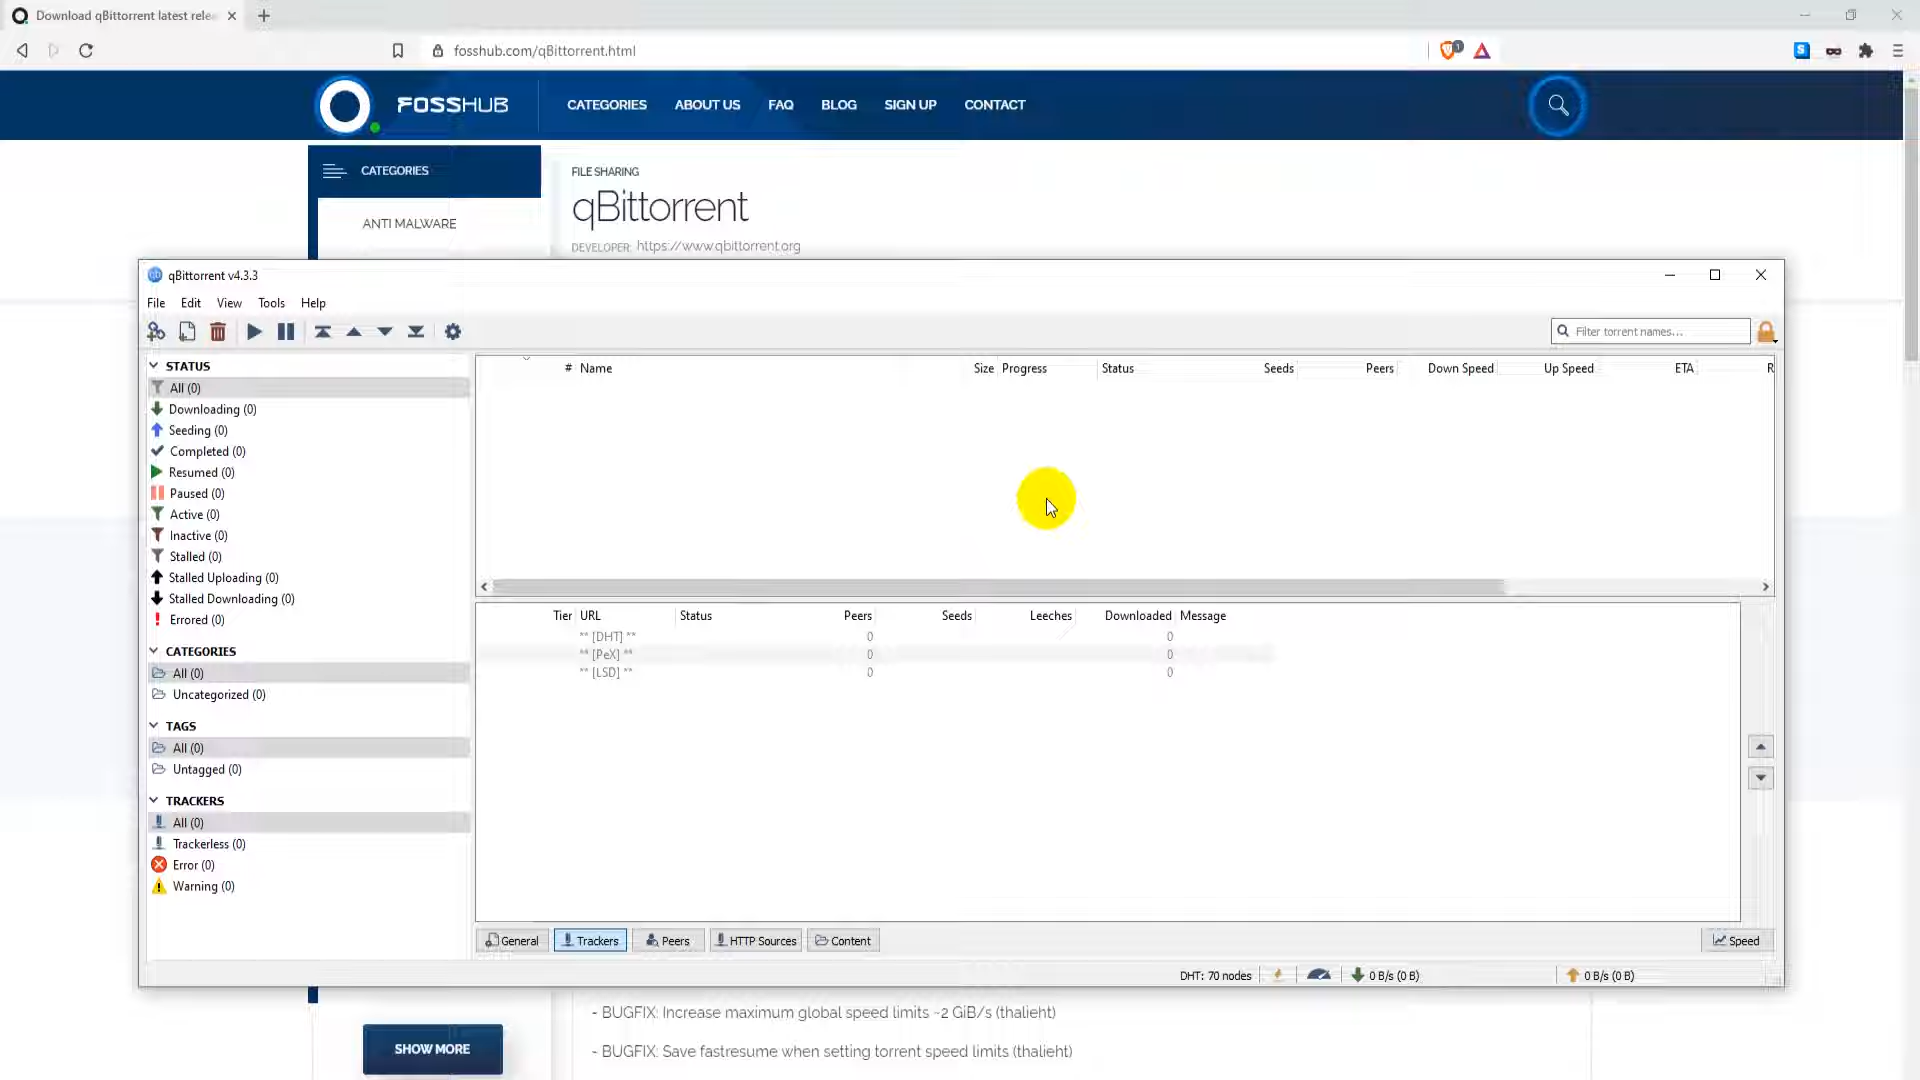 Download qBittorrent latest rele
fosshub.com/qBittorrent.html
1
S
FOSSHUB
CATEGORIES ABOUT US FAQ BLOG SIGN UP CONTACT
CATEGORIES
ANTI MALWARE
FILE SHARING
qBittorrent
DEVELOPER: https://www.qbittorrent.org
qb qBittorrent v4.3.3
File Edit View Tools Help
Filter torrent names...
STATUS
All (0)
Downloading (0)
Seeding (0)
Completed (0)
Resumed (0)
Paused (0)
Active (0)
Inactive (0)
Stalled (0)
Stalled Uploading (0)
Stalled Downloading (0)
Errored (0)
CATEGORIES
All (0)
Uncategorized (0)
TAGS
All (0)
Untagged (0)
TRACKERS
All (0)
Trackerless (0)
Error (0)
Warning (0)
# Name Size Progress Status Seeds Peers Down Speed Up Speed ETA R
Tier URL Status Peers Seeds Leeches Downloaded Message
** [DHT] ** 0 0
** [PeX] ** 0 0
** [LSD] ** 0 0
General Trackers Peers HTTP Sources Content Speed
DHT: 70 nodes 0 B/s (0 B) 0 B/s (0 B)
SHOW MORE
- BUGFIX: Increase maximum global speed limits ~2 GiB/s (thalieht)
- BUGFIX: Save fastresume when setting torrent speed limits (thalieht)